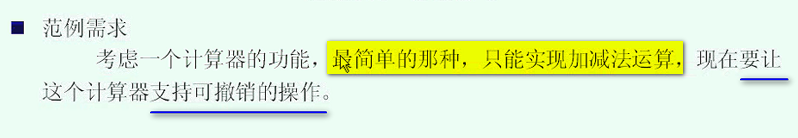 范例需求
考虑一个计算器的功能，最简单的那种，只能实现加减法运算，现在要让
这个计算器支持可撤销的操作。